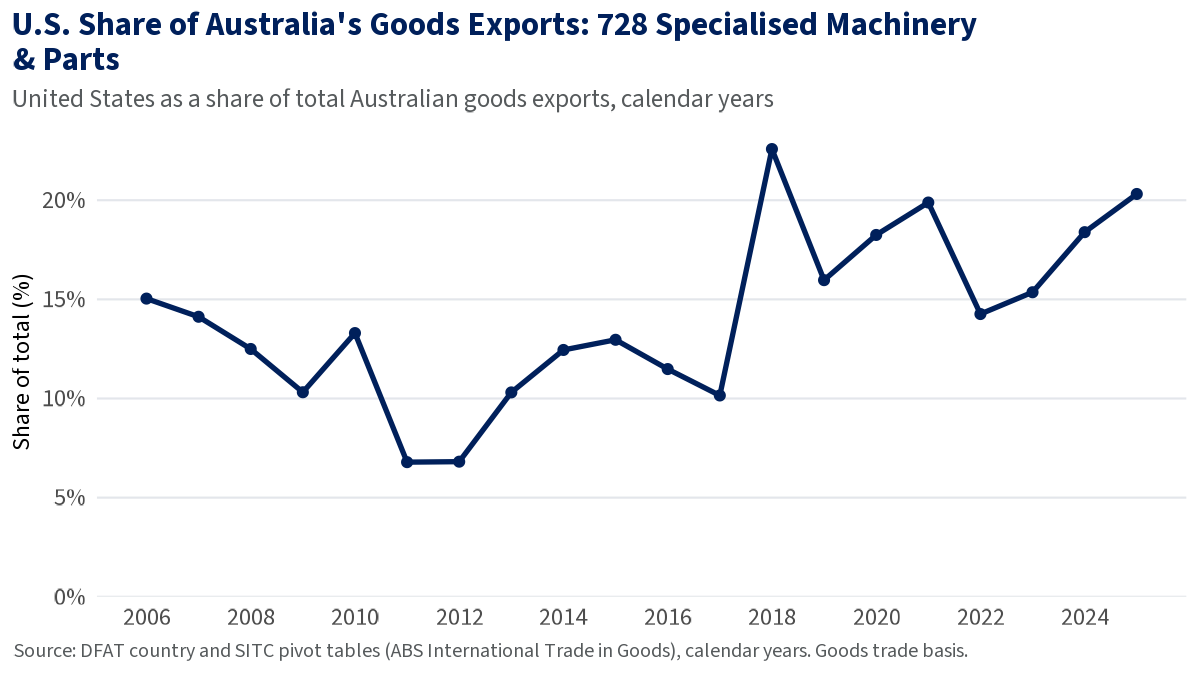 U.S. Share of Australia's Goods Exports: 728 Specialised Machinery
& Parts
United States as a share of total Australian goods exports, calendar years
Share of total (%)
20%
15%
10%
5%
0%
2006 2008 2010 2012 2014 2016 2018 2020 2022 2024
Source: DFAT country and SITC pivot tables (ABS International Trade in Goods), calendar years. Goods trade basis.